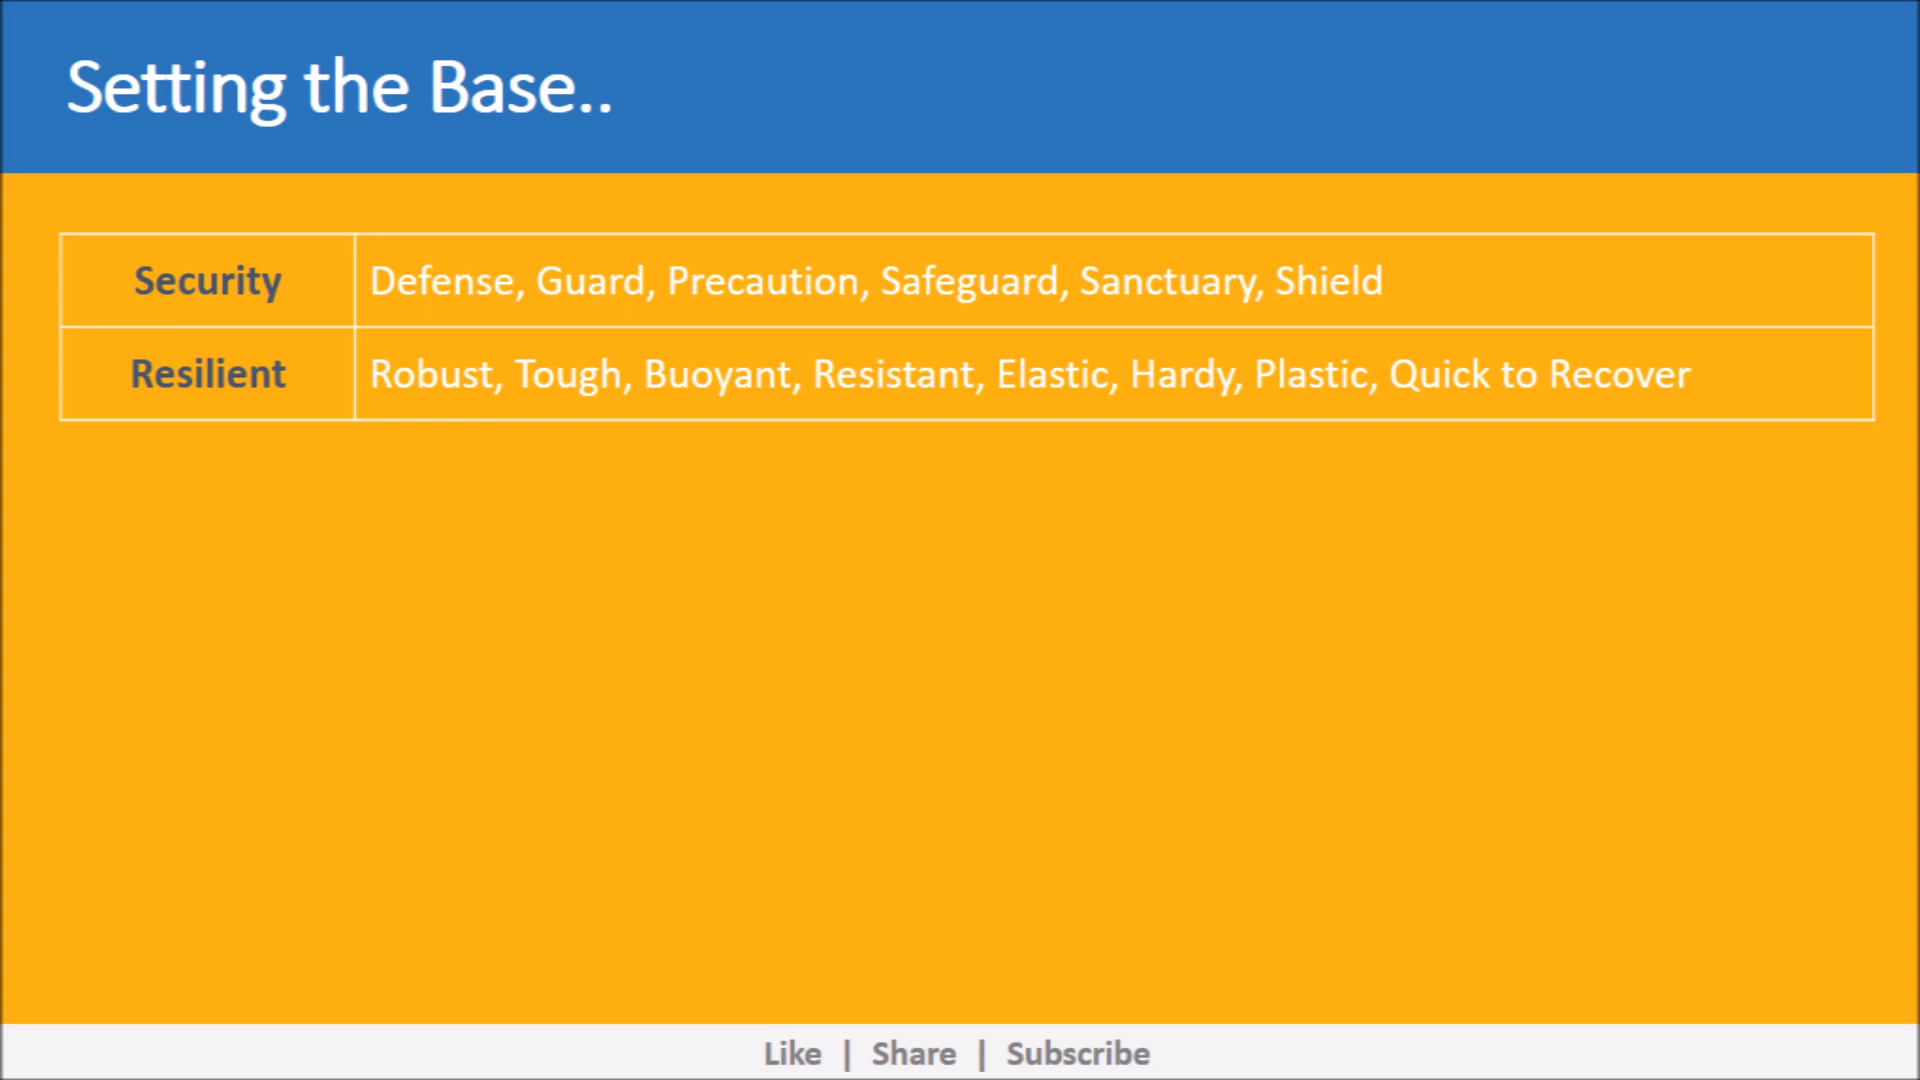 Setting the Base..
Security Defense, Guard, Precaution, Safeguard, Sanctuary, Shield
Resilient Robust, Tough, Buoyant, Resistant, Elastic, Hardy, Plastic, Quick to Recover
Like | Share | Subscribe